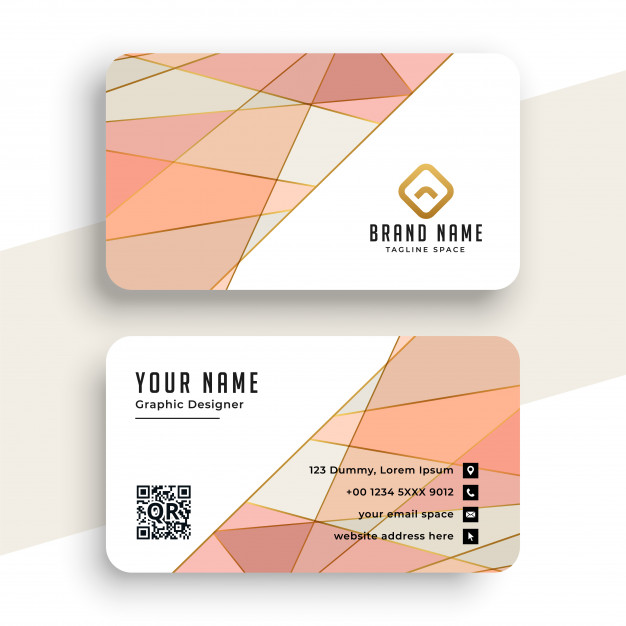 BRAND NAME
TAGLINE SPACE
YOUR NAME
Graphic Designer
123 Dummy, Lorem Ipsum
+00 1234 5XXX 9012
your email space
website address here
QR